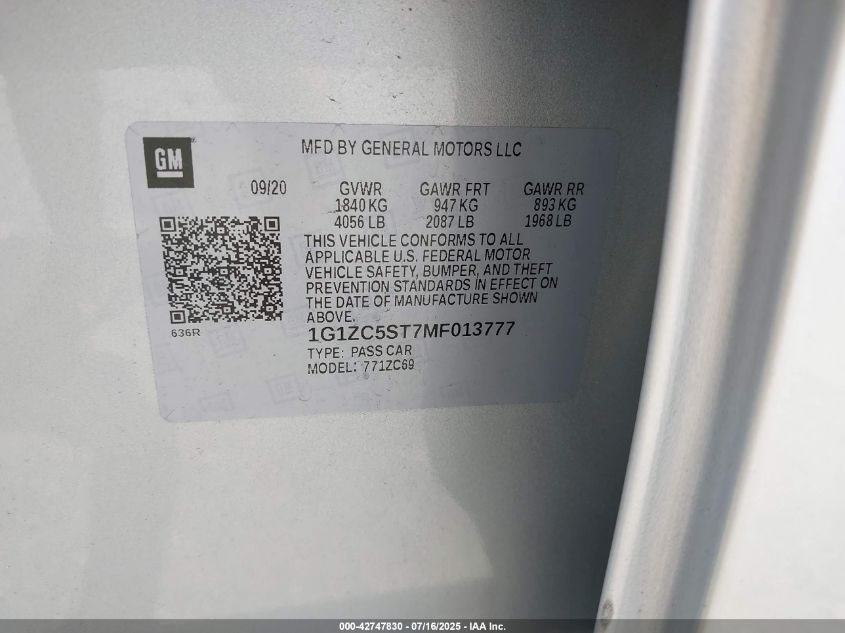 GM
MFD BY GENERAL MOTORS LLC
09/20 GVWR GAWR FRT GAWR RR
1840 KG 947 KG 893 KG
4056 LB 2087 LB 1968 LB
THIS VEHICLE CONFORMS TO ALL
APPLICABLE U.S. FEDERAL MOTOR
VEHICLE SAFETY, BUMPER, AND THEFT
PREVENTION STANDARDS IN EFFECT ON
THE DATE OF MANUFACTURE SHOWN
ABOVE.
636R
1G1ZC5ST7MF013777
TYPE: PASS CAR
MODEL: 771ZC69
000-42747830 - 07/16/2025 - IAA Inc.